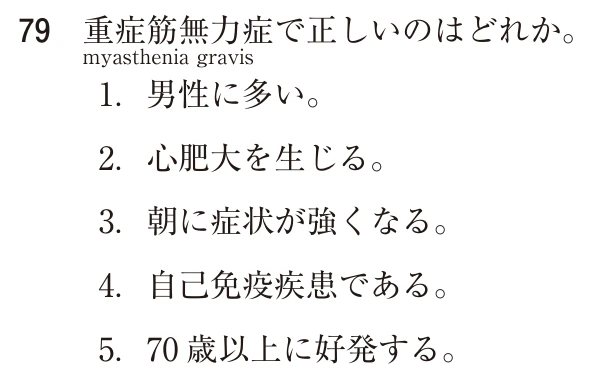 79 重症筋無力症で正しいのはどれか。
myasthenia gravis
1. 男性に多い。
2. 心肥大を生じる。
3. 朝に症状が強くなる。
4. 自己免疫疾患である。
5. 70 歳以上に好発する。